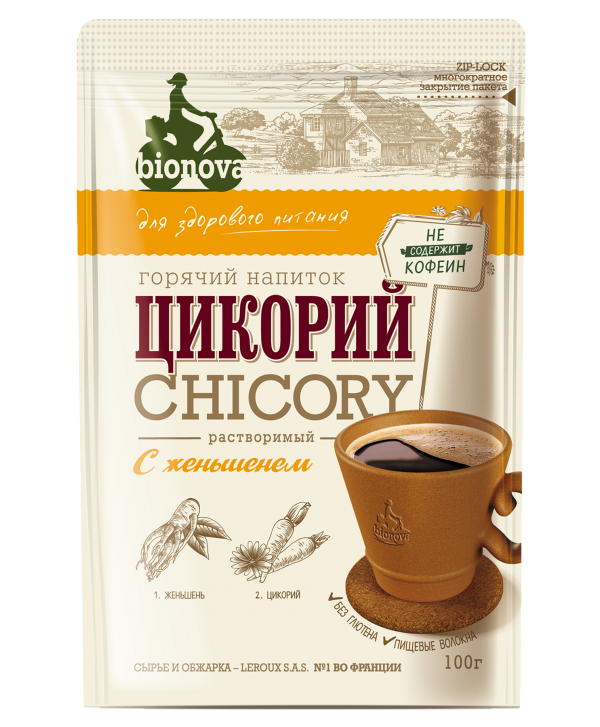 ZIP-LOCK
многократное
закрытие пакета
bionova
для здорового питания
НЕ
СОДЕРЖИТ
КОФЕИН
ГОРЯЧИЙ НАПИТОК
ЦИКОРИЙ
CHICORY
растворимый
С женьшенем
bionova
1. ЖЕНЬШЕНЬ
2. ЦИКОРИЙ
БЕЗ ГЛЮТЕНА
ПИЩЕВЫЕ ВОЛОКНА
СЫРЬЕ И ОБЖАРКА – LEROUX S.A.S. №1 ВО ФРАНЦИИ
100г